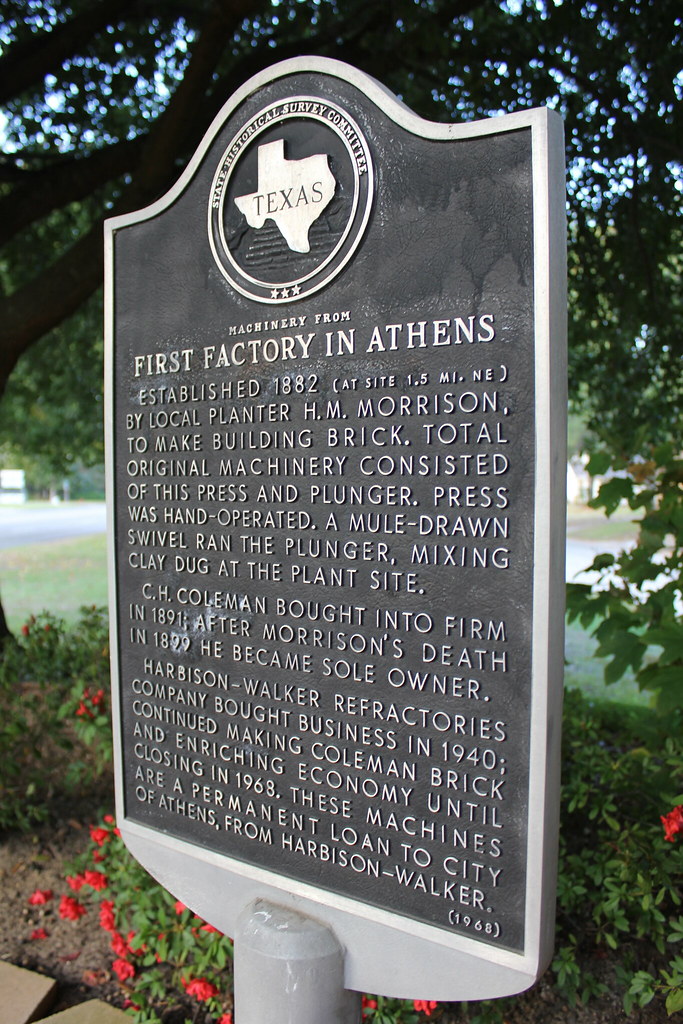 STATE HISTORICAL SURVEY COMMITTEE
TEXAS
MACHINERY FROM
FIRST FACTORY IN ATHENS
ESTABLISHED 1882 (AT SITE 1.5 MI. NE)
BY LOCAL PLANTER H.M. MORRISON,
TO MAKE BUILDING BRICK. TOTAL
ORIGINAL MACHINERY CONSISTED
OF THIS PRESS AND PLUNGER. PRESS
WAS HAND-OPERATED. A MULE-DRAWN
SWIVEL RAN THE PLUNGER, MIXING
CLAY DUG AT THE PLANT SITE.
C.H. COLEMAN BOUGHT INTO FIRM
IN 1891; AFTER MORRISON'S DEATH
IN 1899 HE BECAME SOLE OWNER.
HARBISON-WALKER REFRACTORIES
COMPANY BOUGHT BUSINESS IN 1940;
CONTINUED MAKING COLEMAN BRICK
AND ENRICHING ECONOMY UNTIL
CLOSING IN 1968. THESE MACHINES
ARE A PERMANENT LOAN TO CITY
OF ATHENS, FROM HARBISON-WALKER.
(1968)